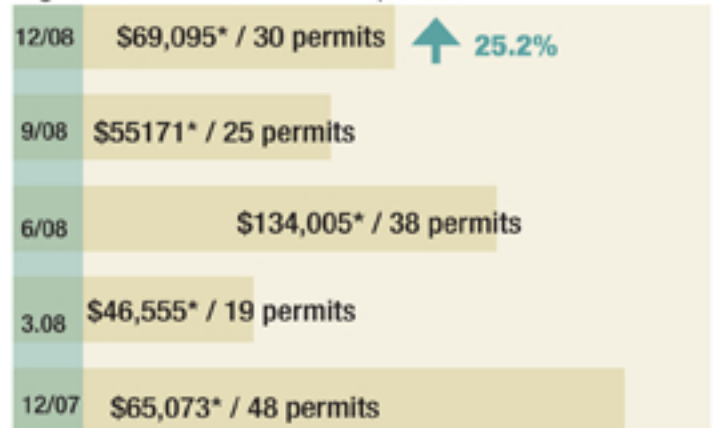 12/08 $69,095* / 30 permits 25.2%
9/08 $55171* / 25 permits
6/08 $134,005* / 38 permits
3.08 $46,555* / 19 permits
12/07 $65,073* / 48 permits